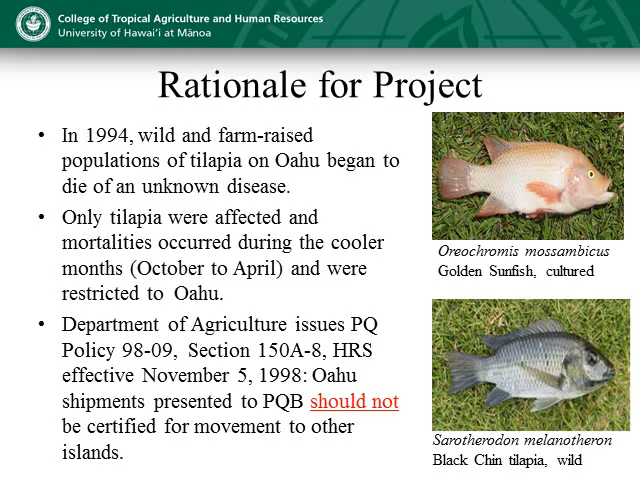 College of Tropical Agriculture and Human Resources
University of Hawai'i at Mānoa
Rationale for Project
• In 1994, wild and farm-raised
populations of tilapia on Oahu began to
die of an unknown disease.
• Only tilapia were affected and
mortalities occurred during the cooler
months (October to April) and were
restricted to Oahu.
• Department of Agriculture issues PQ
Policy 98-09, Section 150A-8, HRS
effective November 5, 1998: Oahu
shipments presented to PQB should not
be certified for movement to other
islands.
Oreochromis mossambicus
Golden Sunfish, cultured
Sarotherodon melanotheron
Black Chin tilapia, wild